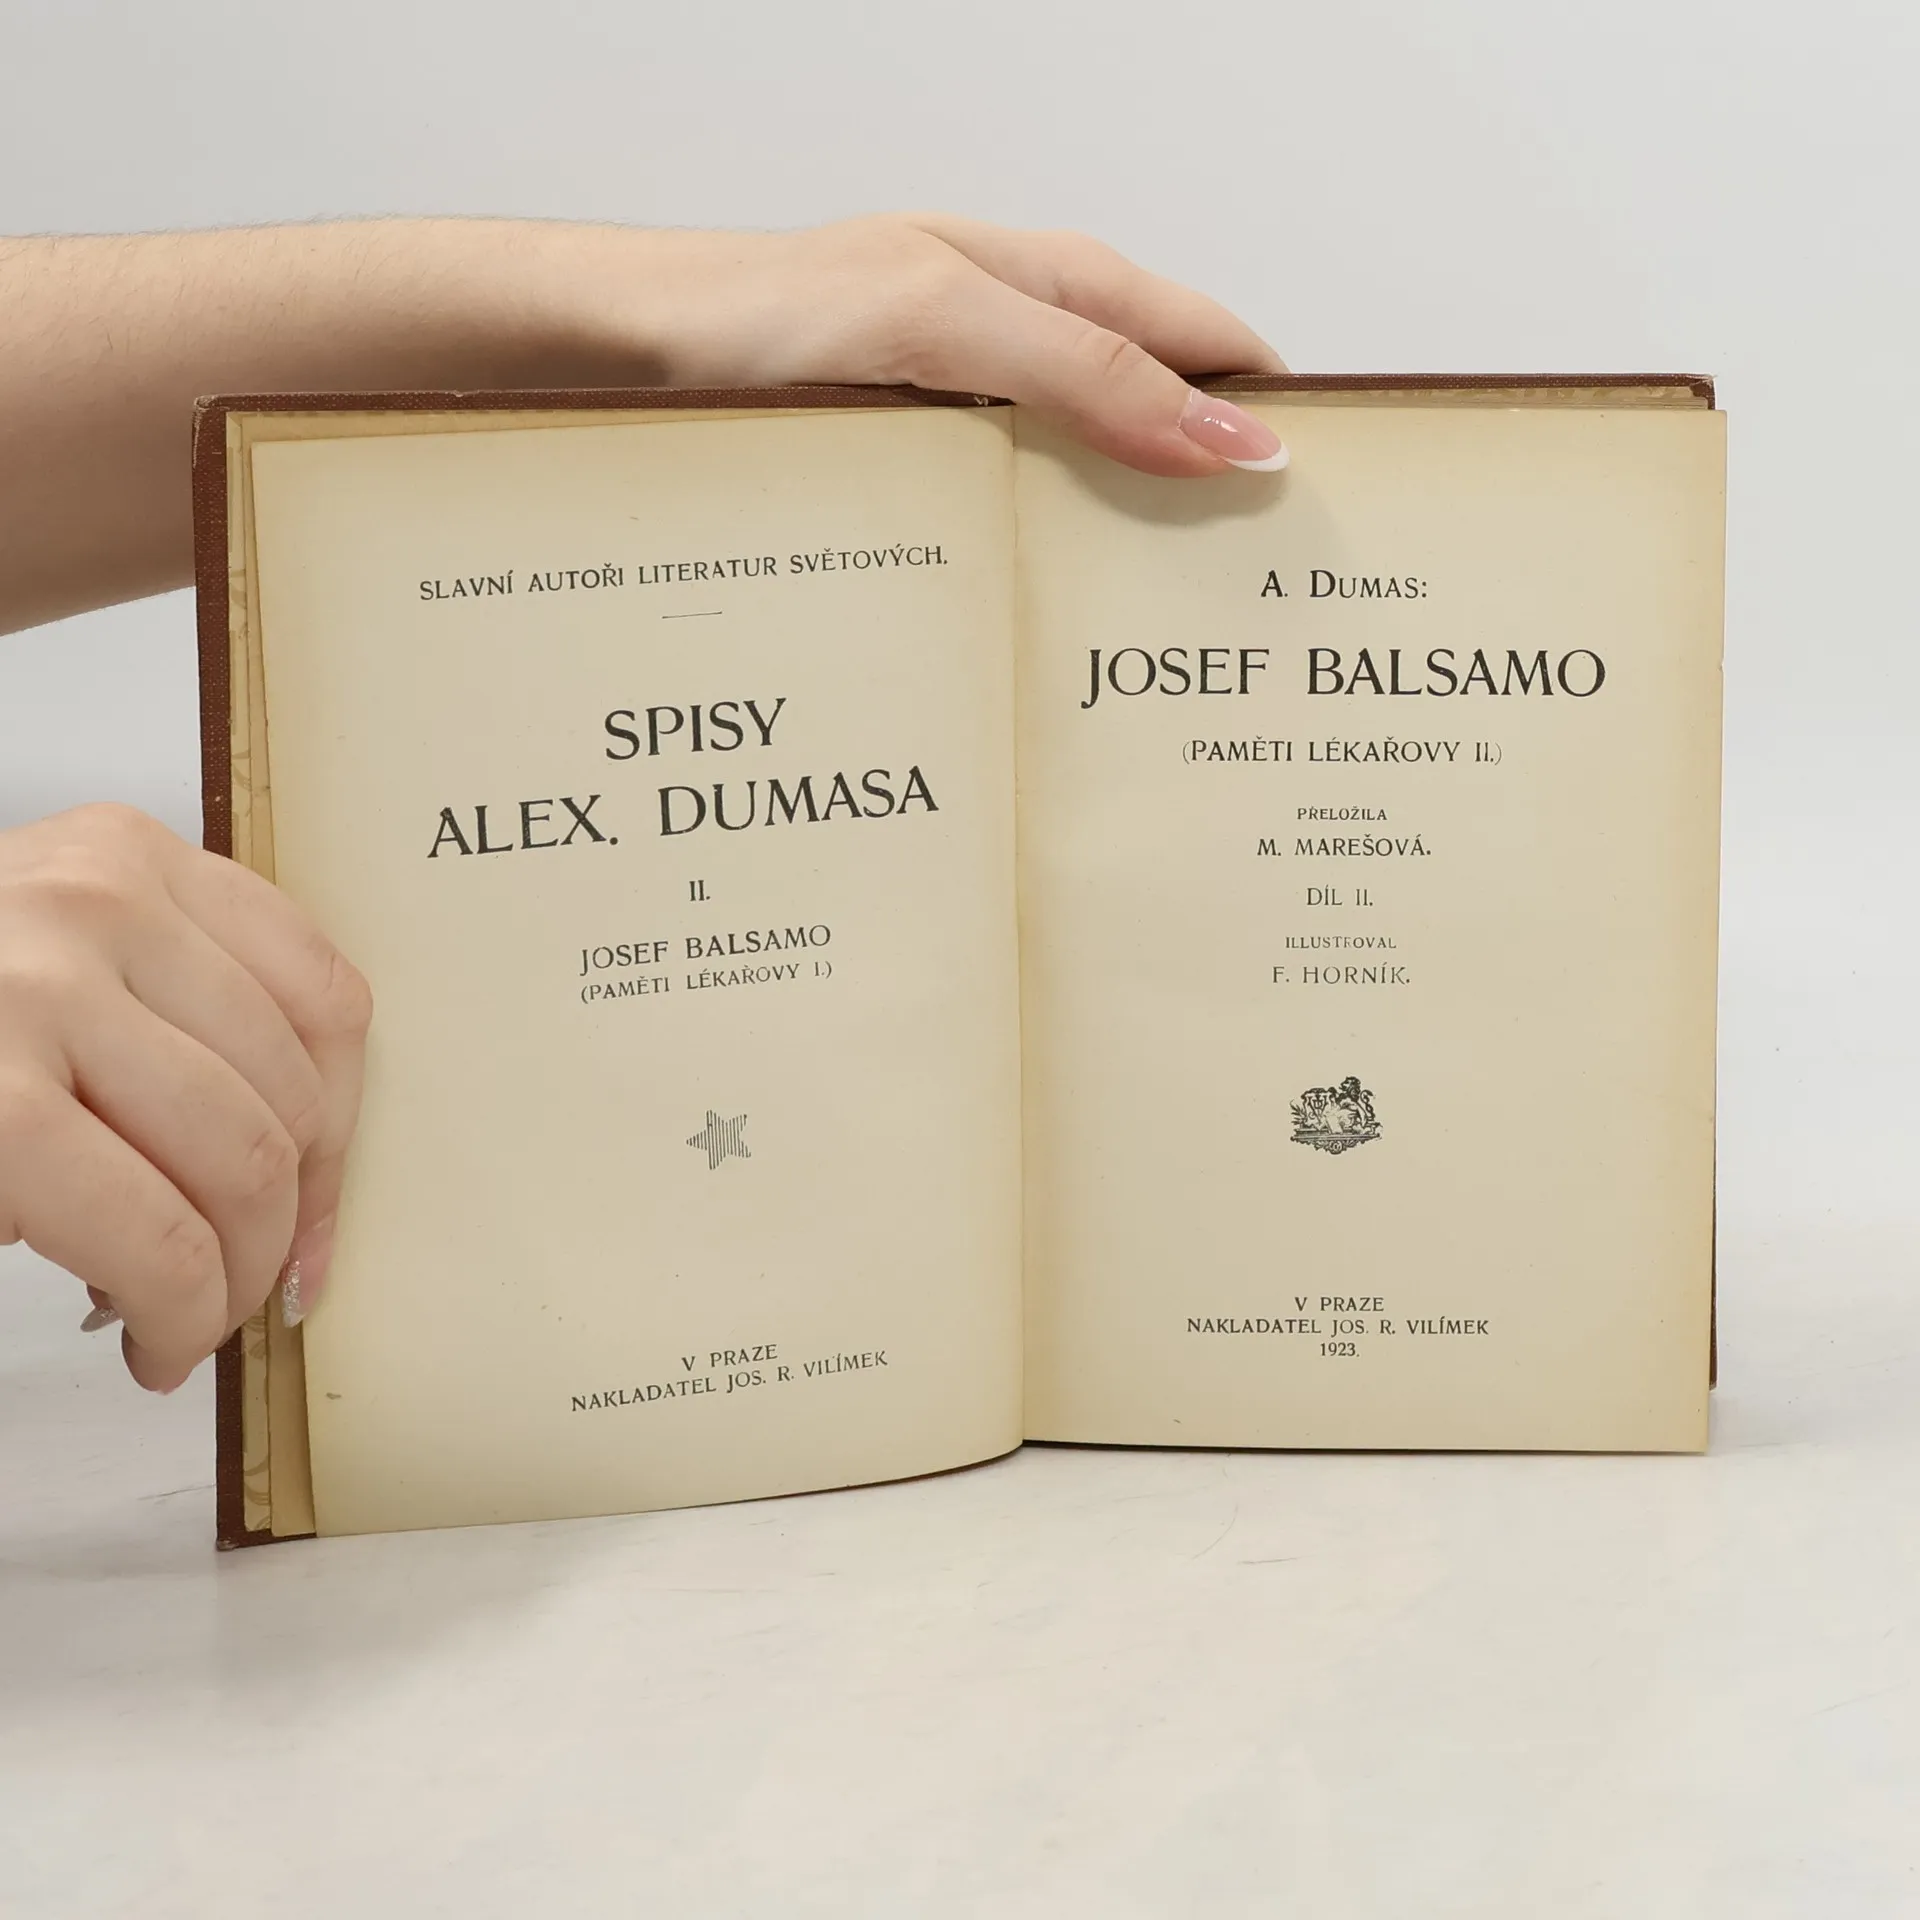 SLAVNÍ AUTOŘI LITERATUR SVĚTOVÝCH.
SPISY
ALEX. DUMASA
II.
JOSEF BALSAMO
(PAMĚTI LÉKAŘOVY I.)
V PRAZE
NAKLADATEL JOS. R. VILÍMEK
A. DUMAS:
JOSEF BALSAMO
(PAMĚTI LÉKAŘOVY II.)
PŘELOŽILA
M. MAREŠOVÁ.
DÍL II.
ILLUSTROVAL
F. HORNÍK.
V PRAZE
NAKLADATEL JOS. R. VILÍMEK
1923.